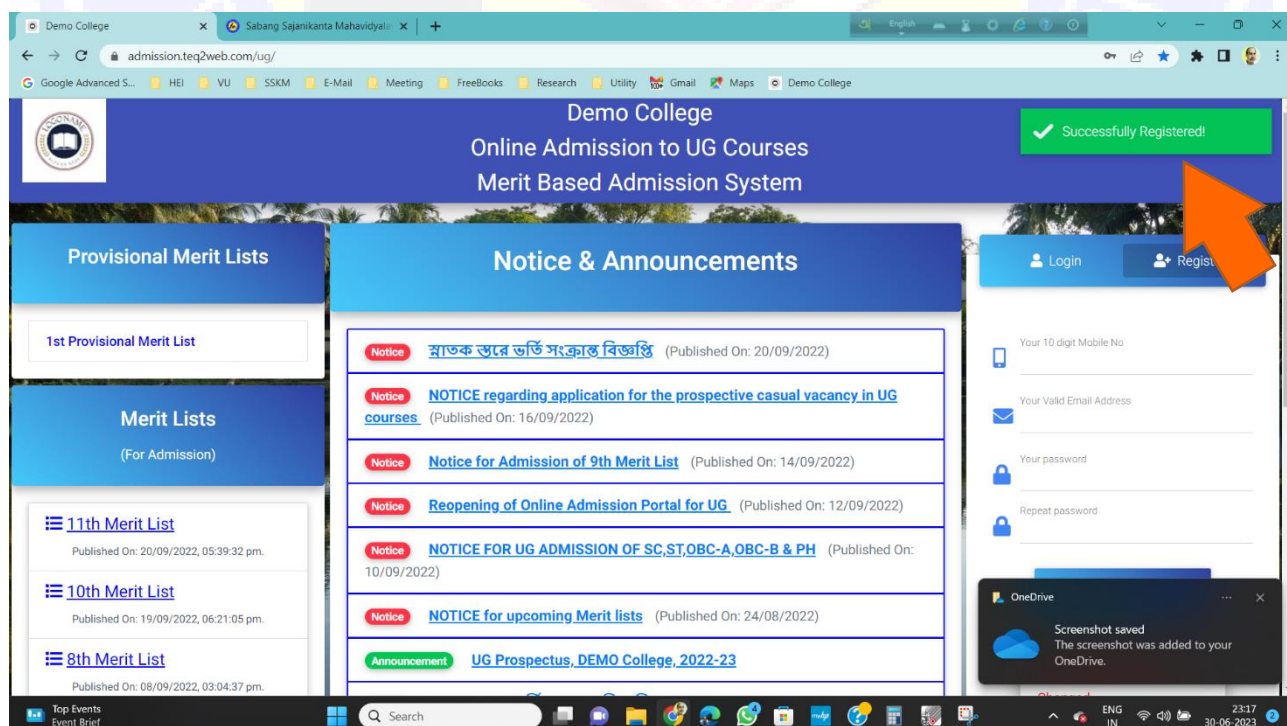 Demo College
Sabang Sajanikanta Mahavidyala
English
admission.teq2web.com/ug/
Google Advanced S...
HEI
VU
SSKM
E-Mail
Meeting
FreeBooks
Research
Utility
Gmail
Maps
Demo College
Demo College
Online Admission to UG Courses
Merit Based Admission System
Successfully Registered!
Provisional Merit Lists
1st Provisional Merit List
Merit Lists
(For Admission)
11th Merit List
Published On: 20/09/2022, 05:39:32 pm.
10th Merit List
Published On: 19/09/2022, 06:21:05 pm.
8th Merit List
Published On: 08/09/2022, 03:04:37 pm.
Notice & Announcements
Notice স্নাতক স্তরে ভর্তি সংক্রান্ত বিজ্ঞপ্তি (Published On: 20/09/2022)
Notice NOTICE regarding application for the prospective casual vacancy in UG
courses (Published On: 16/09/2022)
Notice Notice for Admission of 9th Merit List (Published On: 14/09/2022)
Notice Reopening of Online Admission Portal for UG (Published On: 12/09/2022)
Notice NOTICE FOR UG ADMISSION OF SC,ST,OBC-A,OBC-B & PH (Published On:
10/09/2022)
Notice NOTICE for upcoming Merit lists (Published On: 24/08/2022)
Announcement UG Prospectus, DEMO College, 2022-23
Login
Regist
Your 10 digit Mobile No
Your Valid Email Address
Your password
Repeat password
OneDrive
Screenshot saved
The screenshot was added to your
OneDrive.
Top Events
Event Brief
Search
ENG
IN
23:17
30-06-2023